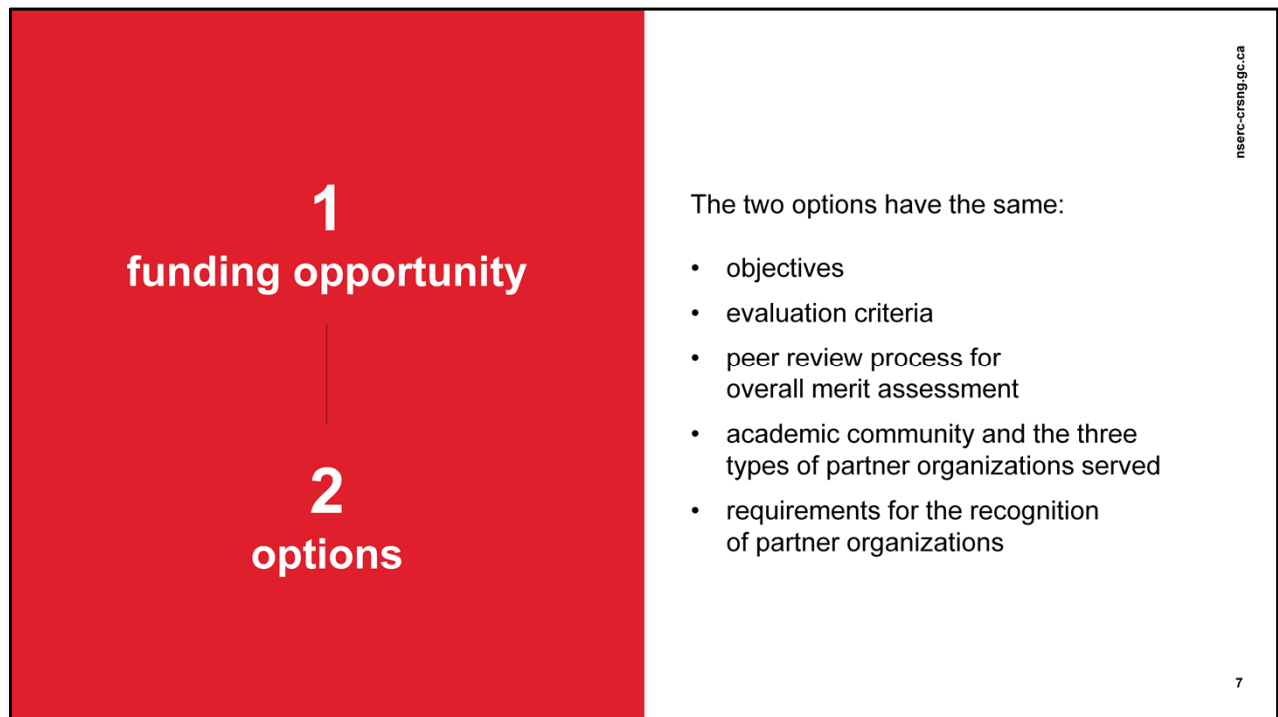 1
funding opportunity
2
options
nserc-crsng.gc.ca
The two options have the same:
• objectives
• evaluation criteria
• peer review process for
overall merit assessment
• academic community and the three
types of partner organizations served
• requirements for the recognition
of partner organizations
7